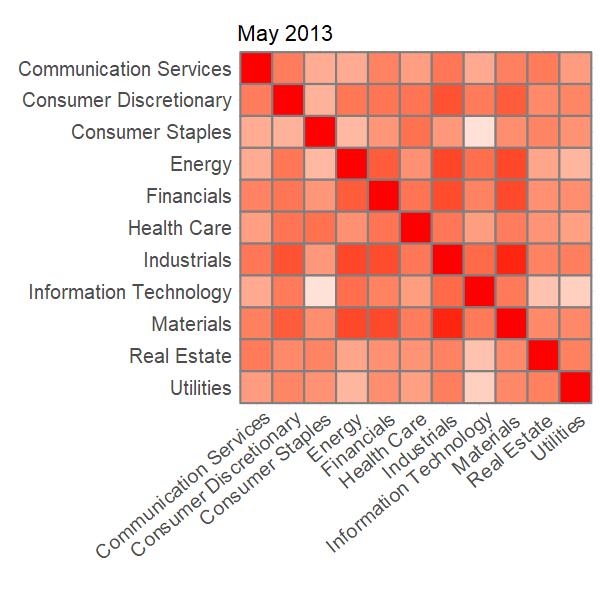 May 2013
Communication Services
Consumer Discretionary
Consumer Staples
Energy
Financials
Health Care
Industrials
Information Technology
Materials
Real Estate
Utilities
Communication Services
Consumer Discretionary
Consumer Staples
Energy
Financials
Health Care
Industrials
Information Technology
Materials
Real Estate
Utilities